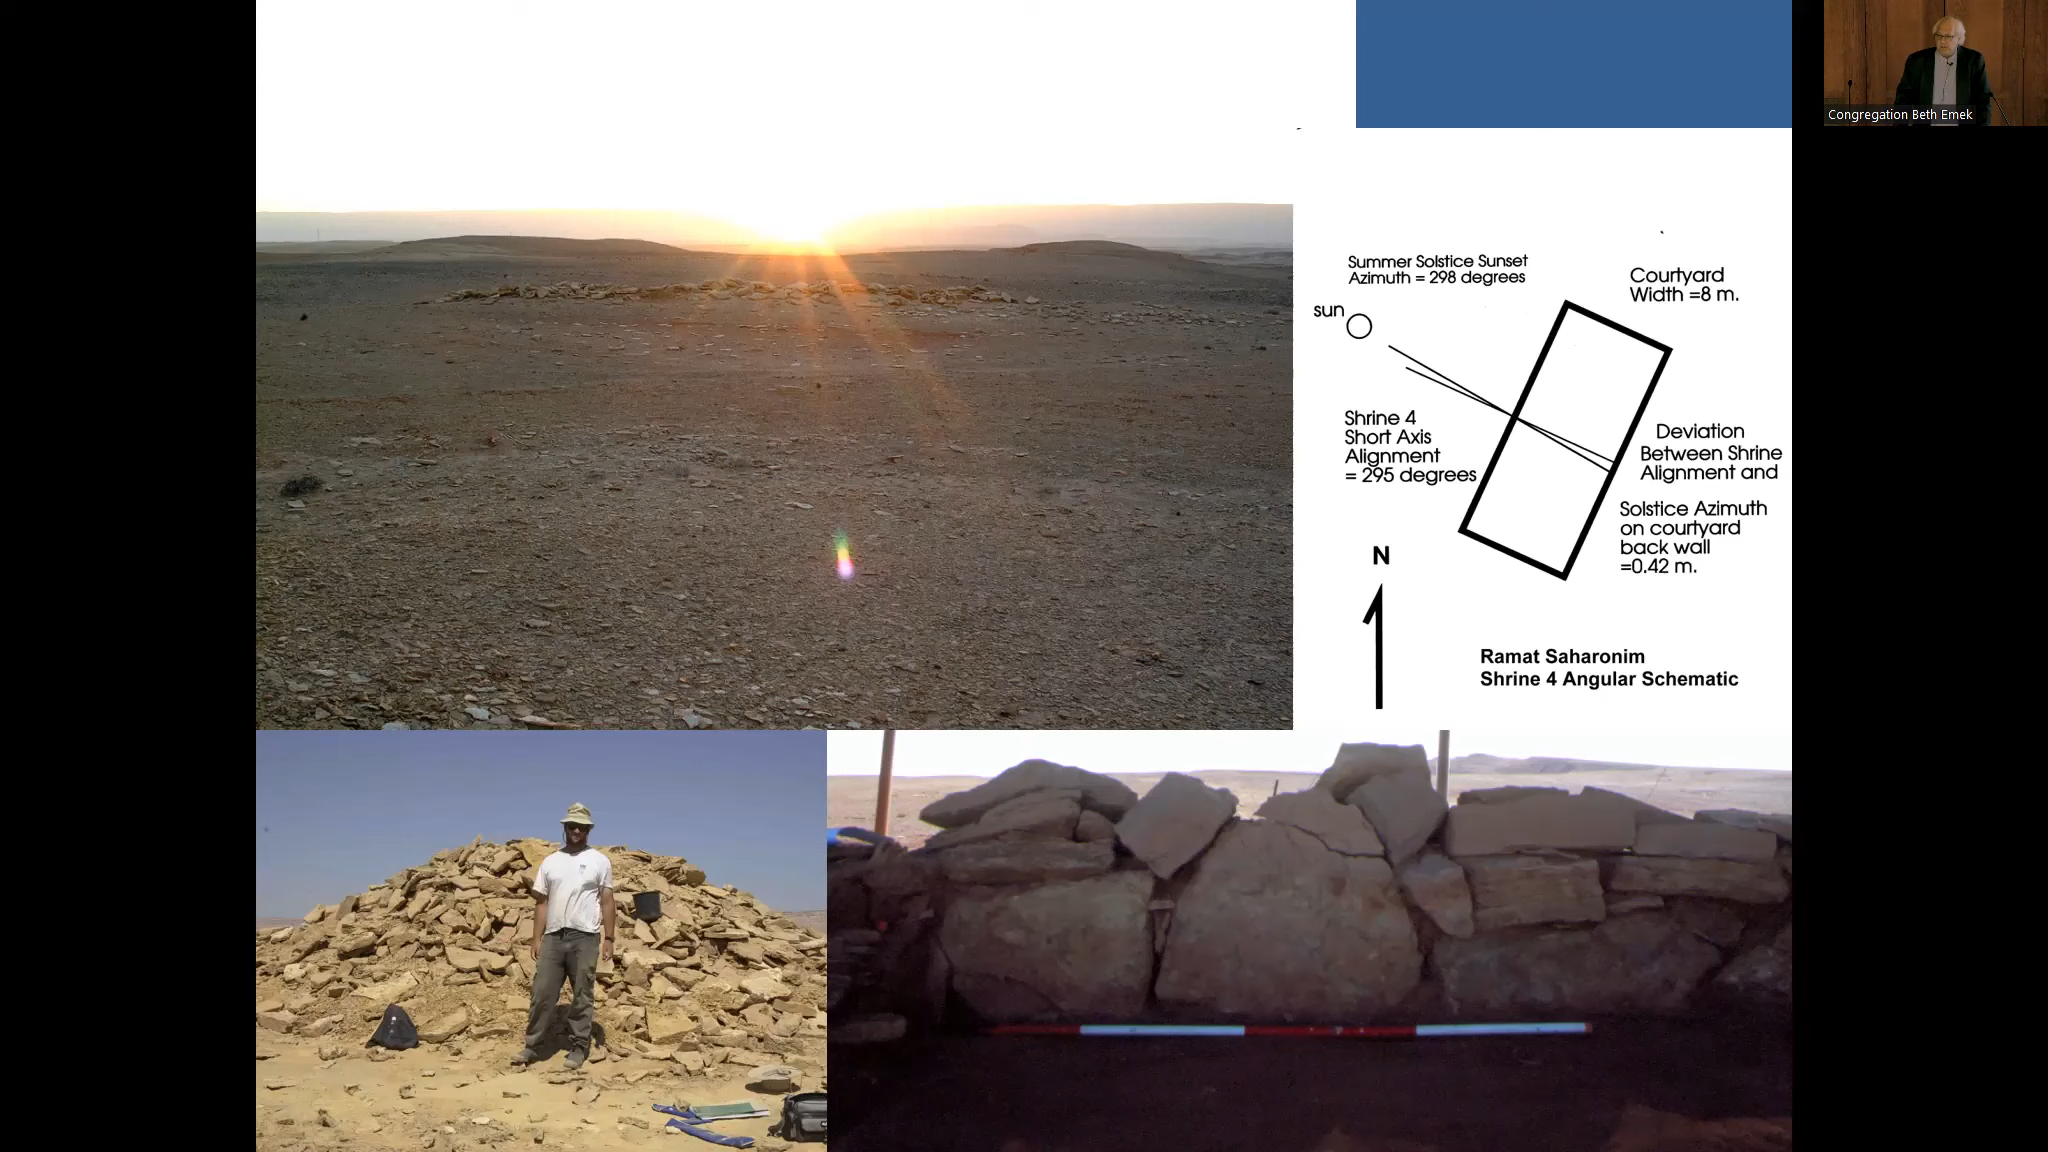 Congregation Beth Emek
Summer Solstice Sunset
Azimuth = 298 degrees
sun
Courtyard
Width =8 m.
Shrine 4
Short Axis
Alignment
= 295 degrees
Deviation
Between Shrine
Alignment and
Solstice Azimuth
on courtyard
back wall
=0.42 m.
N
Ramat Saharonim
Shrine 4 Angular Schematic